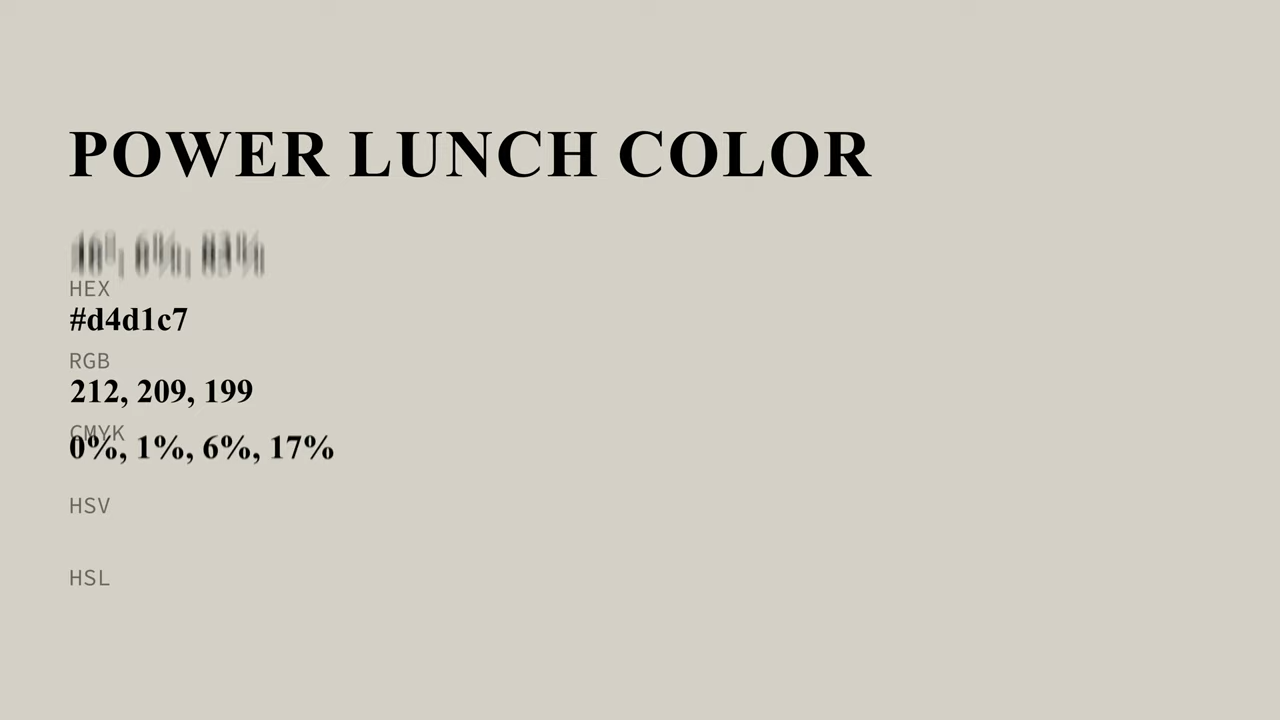 POWER LUNCH COLOR
HEX
#d4d1c7
RGB
212, 209, 199
CMYK
0%, 1%, 6%, 17%
HSV
HSL